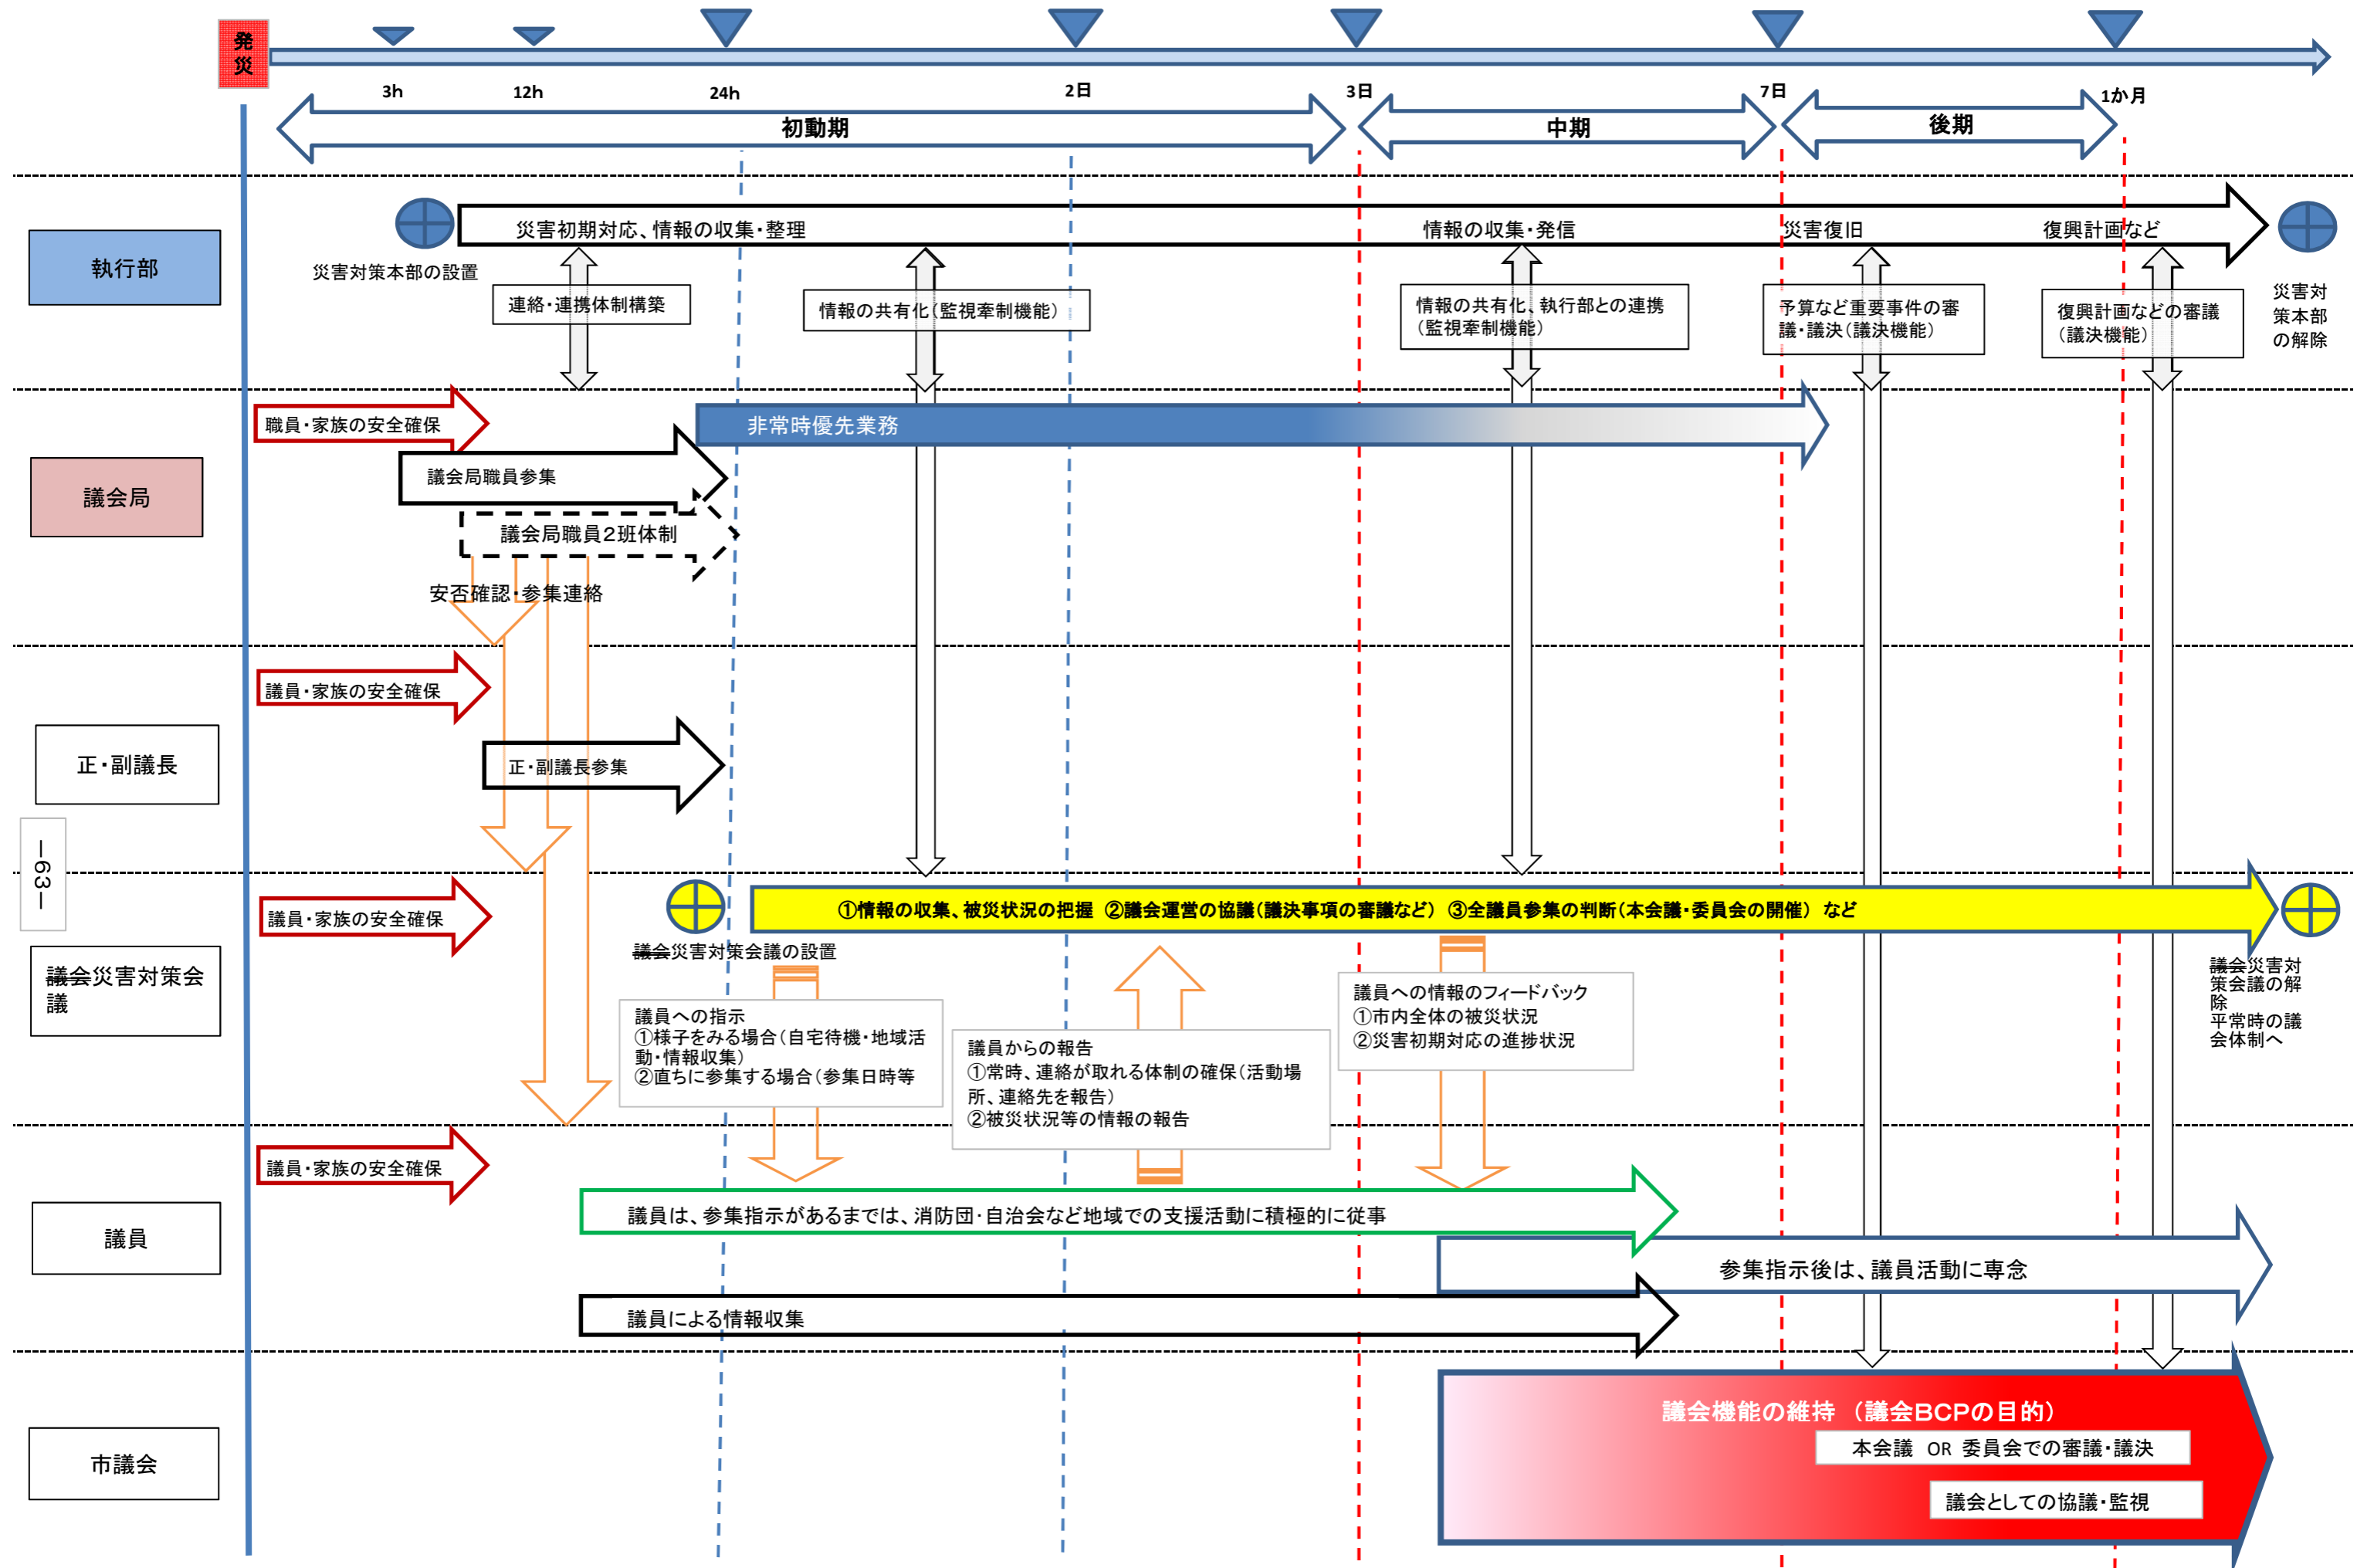 発
災
3h
12h
24h
2日
3日
7日
1か月
初動期
中期
後期
執行部
災害対策本部の設置
災害初期対応、情報の収集・整理
情報の収集・発信
災害復旧
復興計画など
連絡・連携体制構築
情報の共有化(監視牽制機能)
情報の共有化、執行部との連携
(監視牽制機能)
予算など重要事件の審
議・議決(議決機能)
復興計画などの審議
(議決機能)
災害対
策本部
の解除
議会局
職員・家族の安全確保
非常時優先業務
議会局職員参集
議会局職員2班体制
安否確認・参集連絡
正・副議長
議員・家族の安全確保
正・副議長参集
―63―
議会災害対策会
議
議員・家族の安全確保
①情報の収集、被災状況の把握 ②議会運営の協議(議決事項の審議など) ③全議員参集の判断(本会議・委員会の開催) など
議会災害対策会議の設置
議員への指示
①様子をみる場合(自宅待機・地域活
動・情報収集)
②直ちに参集する場合(参集日時等
議員からの報告
①常時、連絡が取れる体制の確保(活動場
所、連絡先を報告)
②被災状況等の情報の報告
議員への情報のフィードバック
①市内全体の被災状況
②災害初期対応の進捗状況
議会災害対
策会議の解
除
平常時の議
会体制へ
議員
議員・家族の安全確保
議員は、参集指示があるまでは、消防団・自治会など地域での支援活動に積極的に従事
参集指示後は、議員活動に専念
議員による情報収集
市議会
議会機能の維持 (議会BCPの目的)
本会議 OR 委員会での審議・議決
議会としての協議・監視